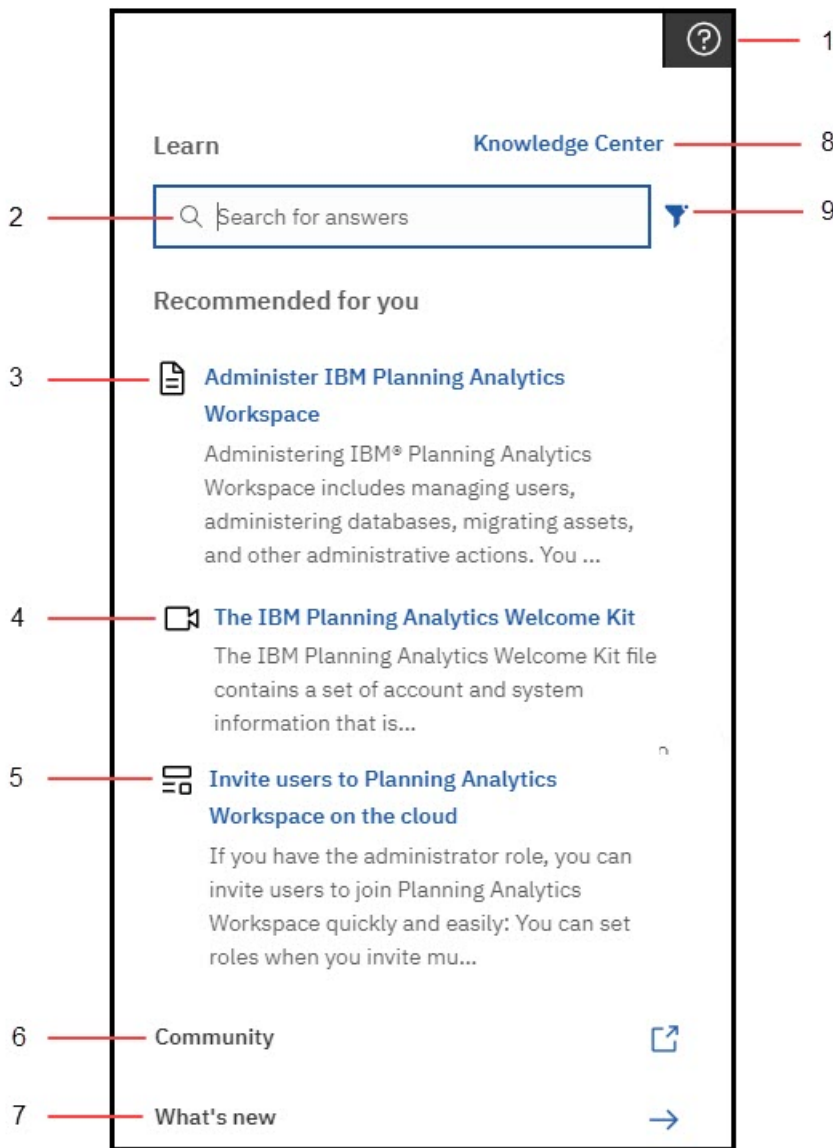 1
Learn
Knowledge Center
8
2
Search for answers
9
Recommended for you
3
Administer IBM Planning Analytics
Workspace
Administering IBM® Planning Analytics
Workspace includes managing users,
administering databases, migrating assets,
and other administrative actions. You ...
4
The IBM Planning Analytics Welcome Kit
The IBM Planning Analytics Welcome Kit file
contains a set of account and system
information that is...
5
Invite users to Planning Analytics
Workspace on the cloud
If you have the administrator role, you can
invite users to join Planning Analytics
Workspace quickly and easily: You can set
roles when you invite mu...
6
Community
7
What's new